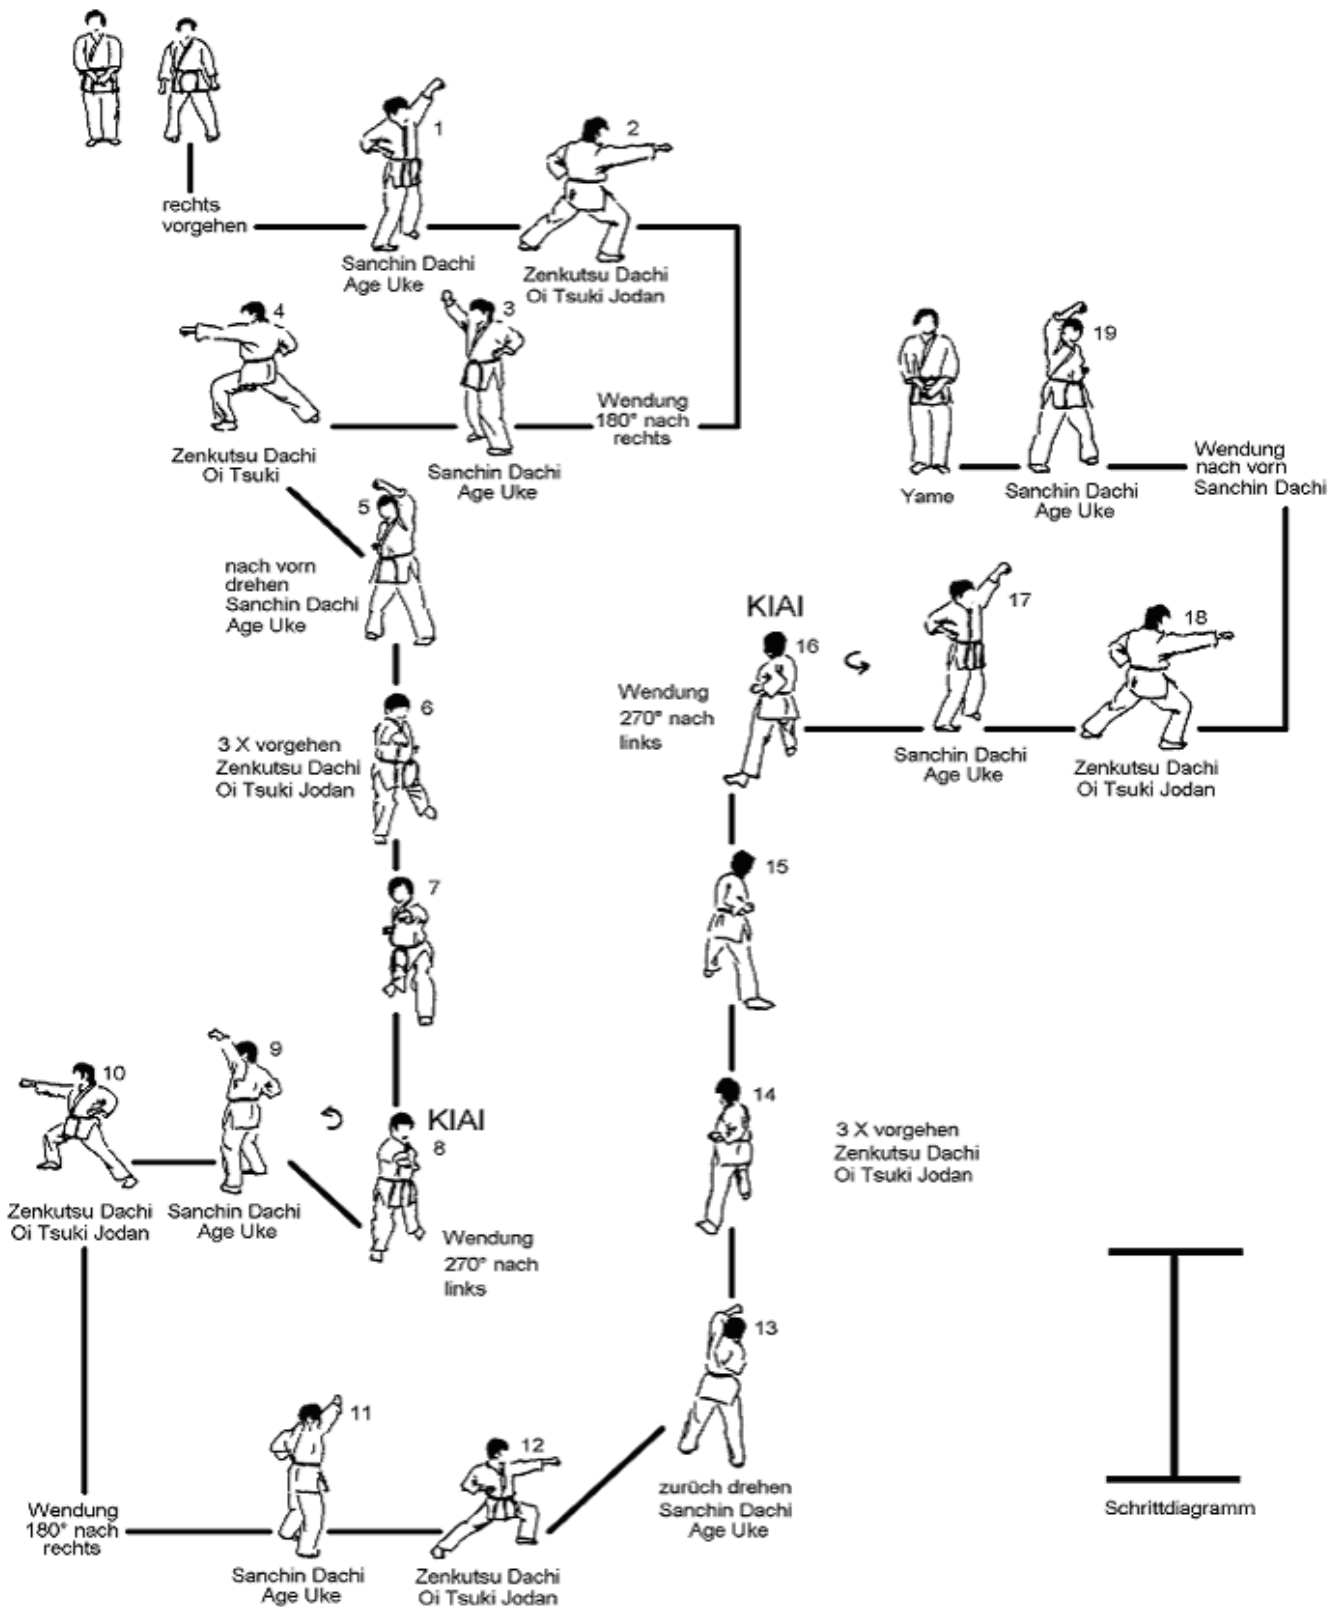 1
2
rechts
vorgehen
Sanchin Dachi
Age Uke
Zenkutsu Dachi
Oi Tsuki Jodan
4
3
Wendung
180° nach
rechts
Zenkutsu Dachi
Oi Tsuki
Sanchin Dachi
Age Uke
5
nach vorn
drehen
Sanchin Dachi
Age Uke
6
3 X vorgehen
Zenkutsu Dachi
Oi Tsuki Jodan
7
KIAI
8
Wendung
270° nach
links
9
10
Zenkutsu Dachi
Oi Tsuki Jodan
Sanchin Dachi
Age Uke
Wendung
180° nach
rechts
11
Sanchin Dachi
Age Uke
12
Zenkutsu Dachi
Oi Tsuki Jodan
13
zurüch drehen
Sanchin Dachi
Age Uke
14
3 X vorgehen
Zenkutsu Dachi
Oi Tsuki Jodan
15
KIAI
16
Wendung
270° nach
links
17
Sanchin Dachi
Age Uke
18
Zenkutsu Dachi
Oi Tsuki Jodan
Wendung
nach vorn
Sanchin Dachi
19
Sanchin Dachi
Age Uke
Yame
Schrittdiagramm